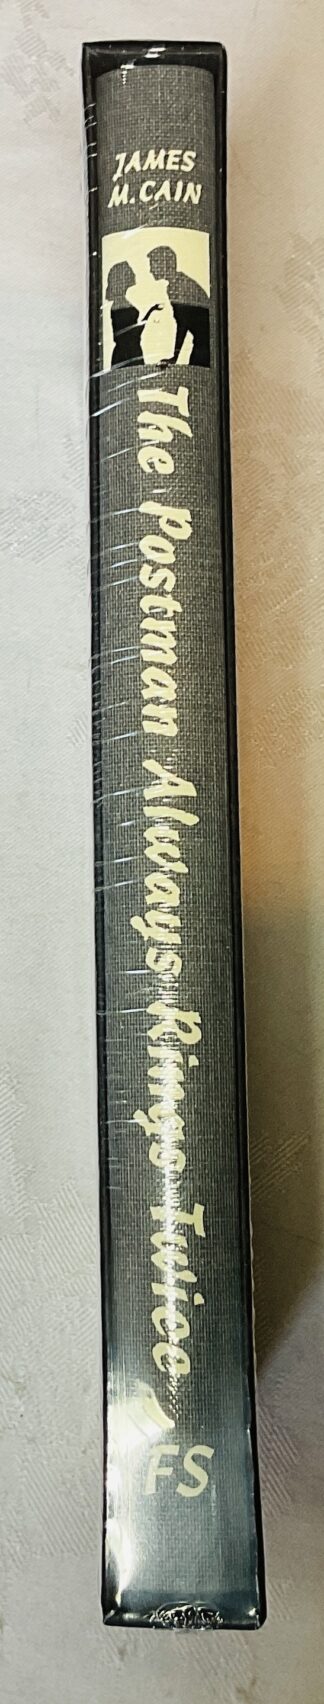 JAMES
M. CAIN
The Postman Always Rings Twice
FS